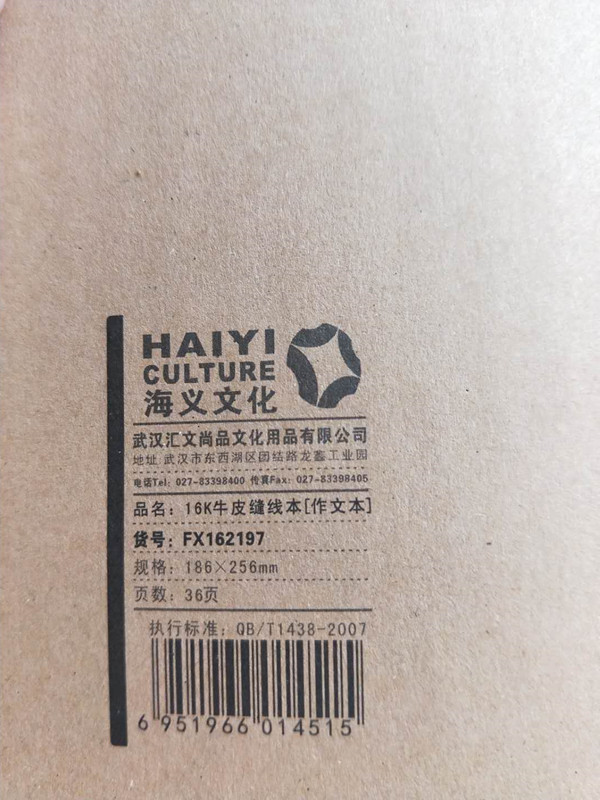 HAIYI
CULTURE
海义文化
武汉汇文尚品文化用品有限公司
地址:武汉市东西湖区团结路龙鑫工业园
电话Tel: 027-83398400 传真Fax: 027-83398405
品名: 16K牛皮缝线本[作文本]
货号: FX162197
规格: 186×256mm
页数: 36页
执行标准: QB/T1438-2007
6 951966 014515